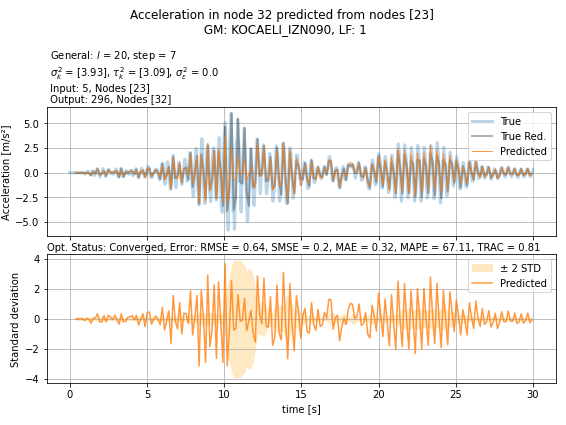 Acceleration in node 32 predicted from nodes [23]
GM: KOCAELI_IZN090, LF: 1
General: l = 20, step = 7
σ²ₖ = [3.93], τ²ₖ = [3.09], σ²ε = 0.0
Input: 5, Nodes [23]
Output: 296, Nodes [32]
Acceleration [m/s²]
5.0
2.5
0.0
−2.5
−5.0
True
True Red.
Predicted
Opt. Status: Converged, Error: RMSE = 0.64, SMSE = 0.2, MAE = 0.32, MAPE = 67.11, TRAC = 0.81
Standard deviation
4
2
0
−2
−4
± 2 STD
Predicted
0 5 10 15 20 25 30
time [s]